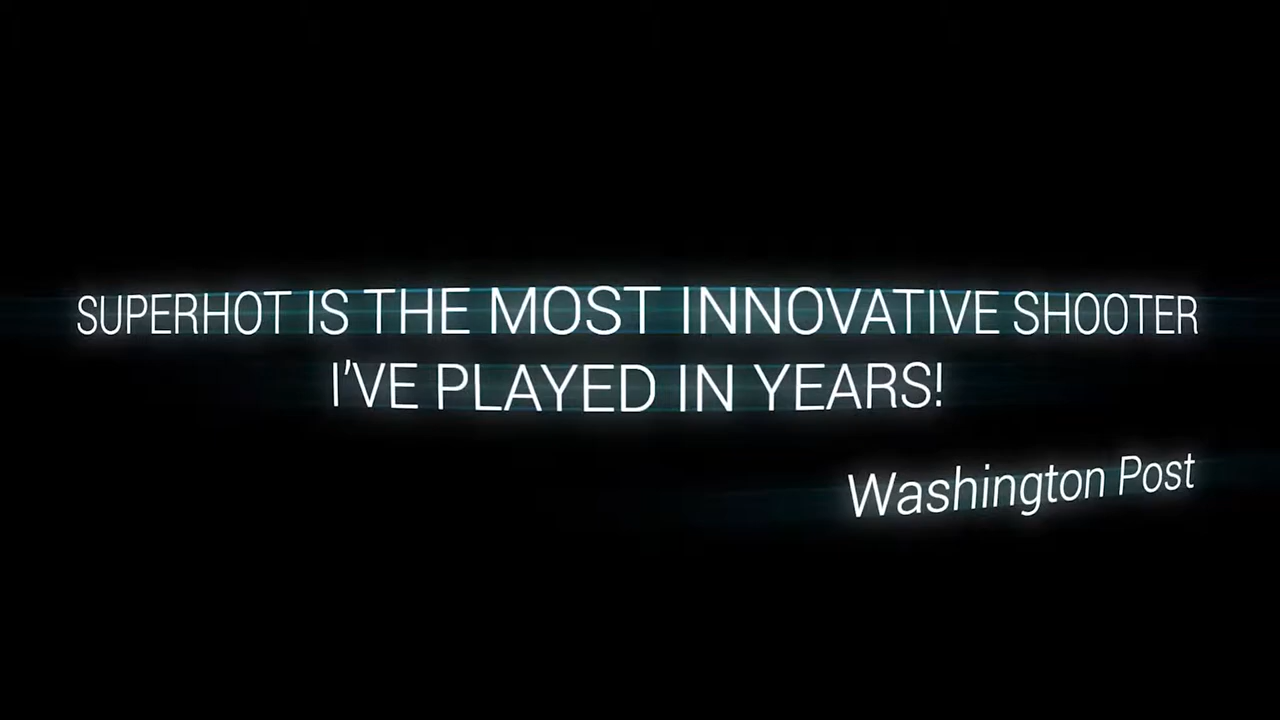 SUPERHOT IS THE MOST INNOVATIVE SHOOTER
I'VE PLAYED IN YEARS!
Washington Post